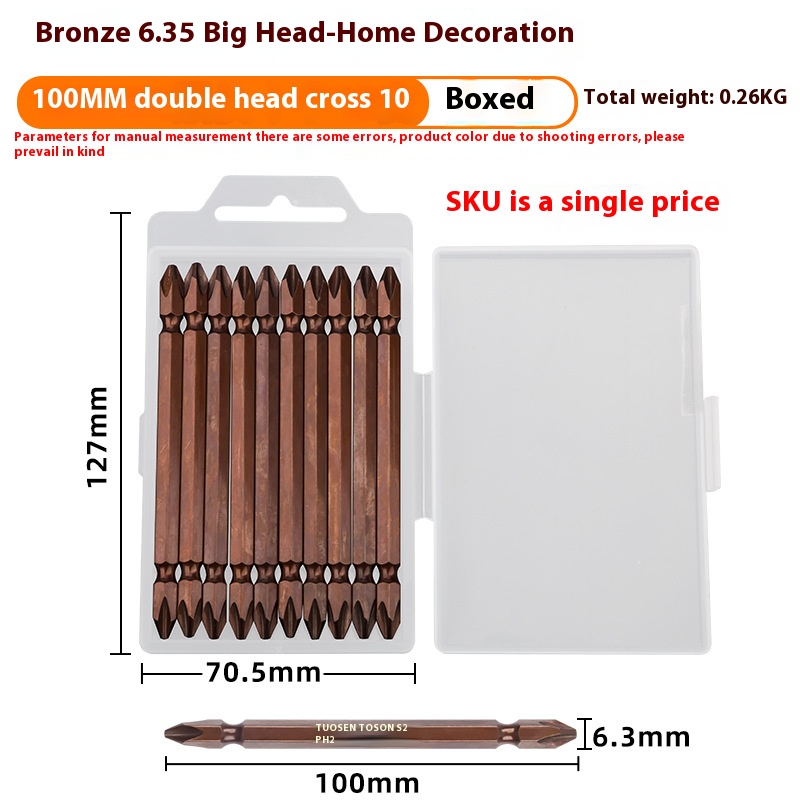 Bronze 6.35 Big Head-Home Decoration
100MM double head cross 10 Boxed Total weight: 0.26KG
Parameters for manual measurement there are some errors, product color due to shooting errors, please
prevail in kind
SKU is a single price
127mm
70.5mm
TUOSEN TOSON S2
PH2
6.3mm
100mm